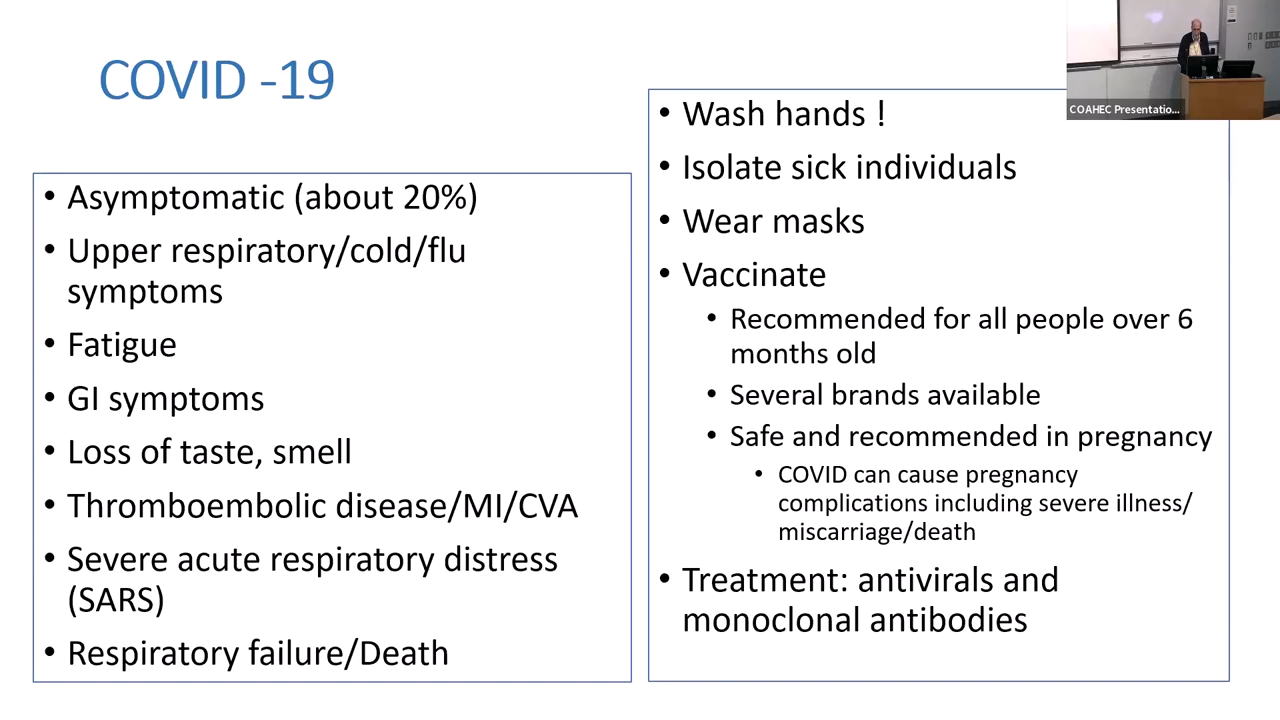 COVID -19
• Asymptomatic (about 20%)
• Upper respiratory/cold/flu
symptoms
• Fatigue
• GI symptoms
• Loss of taste, smell
• Thromboembolic disease/MI/CVA
• Severe acute respiratory distress
(SARS)
• Respiratory failure/Death
• Wash hands !
• Isolate sick individuals
• Wear masks
• Vaccinate
• Recommended for all people over 6
months old
• Several brands available
• Safe and recommended in pregnancy
• COVID can cause pregnancy
complications including severe illness/
miscarriage/death
• Treatment: antivirals and
monoclonal antibodies
COAHEC Presentatio...